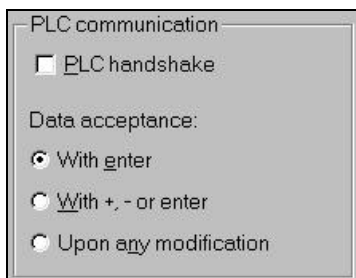 PLC communication
PLC handshake
Data acceptance:
With enter
With +, - or enter
Upon any modification